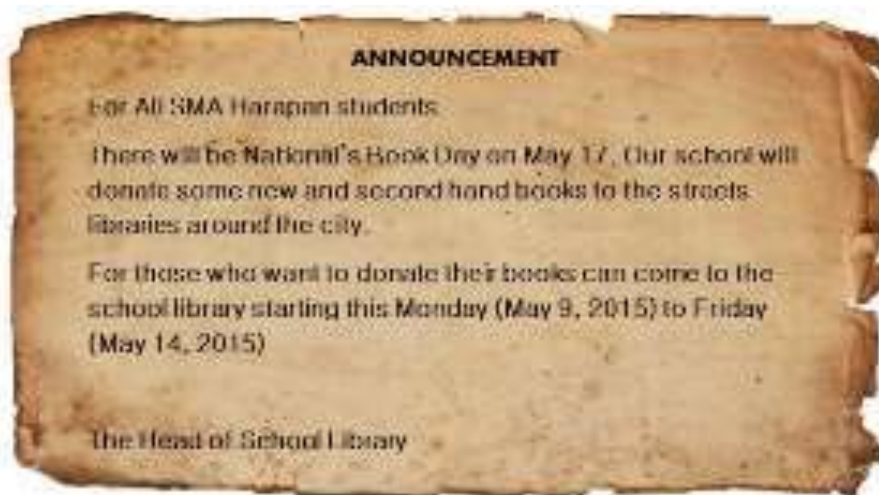 ANNOUNCEMENT
For All SMA Harapan students
There will be National's Book Day on May 17. Our school will
donate some new and second hand books to the streets
libraries around the city.
For those who want to donate their books can come to the
school library starting this Monday (May 9, 2015) to Friday
(May 14, 2015)
The Head of School Library